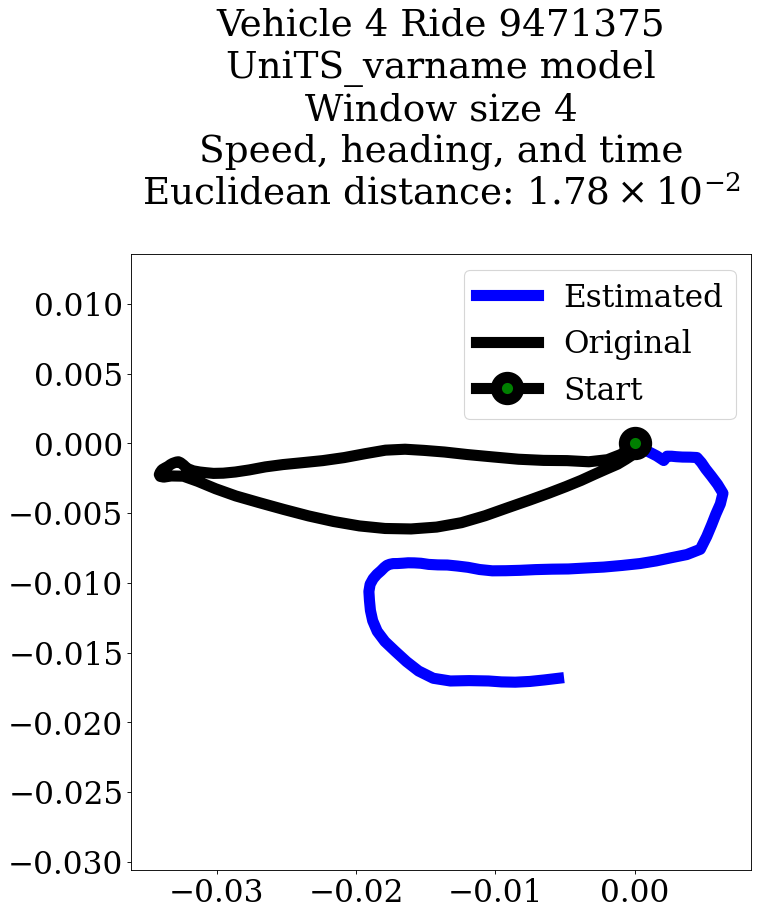 Vehicle 4 Ride 9471375
UniTS_varname model
Window size 4
Speed, heading, and time
Euclidean distance: 1.78 × 10⁻²
Estimated
Original
Start
0.010
0.005
0.000
−0.005
−0.010
−0.015
−0.020
−0.025
−0.030
−0.03 −0.02 −0.01 0.00